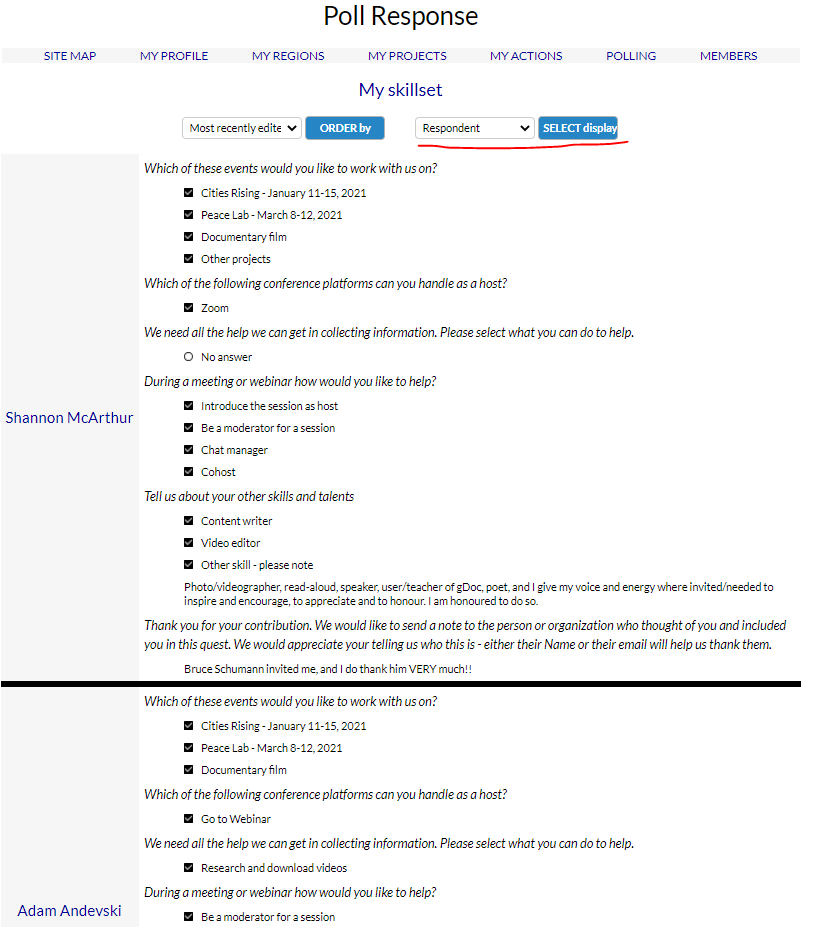 Poll Response
SITE MAP MY PROFILE MY REGIONS MY PROJECTS MY ACTIONS POLLING MEMBERS
My skillset
Most recently edite ORDER by Respondent SELECT display
Which of these events would you like to work with us on?
Cities Rising - January 11-15, 2021
Peace Lab - March 8-12, 2021
Documentary film
Other projects
Which of the following conference platforms can you handle as a host?
Zoom
We need all the help we can get in collecting information. Please select what you can do to help.
No answer
During a meeting or webinar how would you like to help?
Introduce the session as host
Shannon McArthur
Be a moderator for a session
Chat manager
Cohost
Tell us about your other skills and talents
Content writer
Video editor
Other skill - please note
Photo/videographer, read-aloud, speaker, user/teacher of gDoc, poet, and I give my voice and energy where invited/needed to
inspire and encourage, to appreciate and to honour. I am honoured to do so.
Thank you for your contribution. We would like to send a note to the person or organization who thought of you and included
you in this quest. We would appreciate your telling us who this is - either their Name or their email will help us thank them.
Bruce Schumann invited me, and I do thank him VERY much!!
Which of these events would you like to work with us on?
Cities Rising - January 11-15, 2021
Peace Lab - March 8-12, 2021
Documentary film
Which of the following conference platforms can you handle as a host?
Go to Webinar
We need all the help we can get in collecting information. Please select what you can do to help.
Research and download videos
During a meeting or webinar how would you like to help?
Adam Andevski
Be a moderator for a session